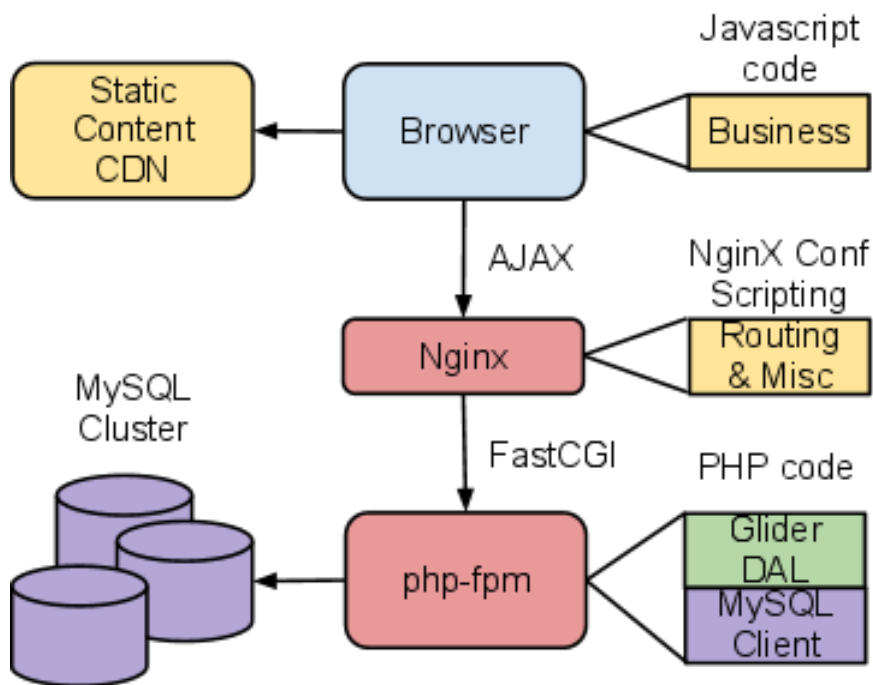 Javascript
code
Static
Content
CDN
Browser
Business
AJAX
NginX Conf
Scripting
Nginx
Routing
& Misc
MySQL
Cluster
FastCGI
PHP code
Glider
DAL
php-fpm
MySQL
Client